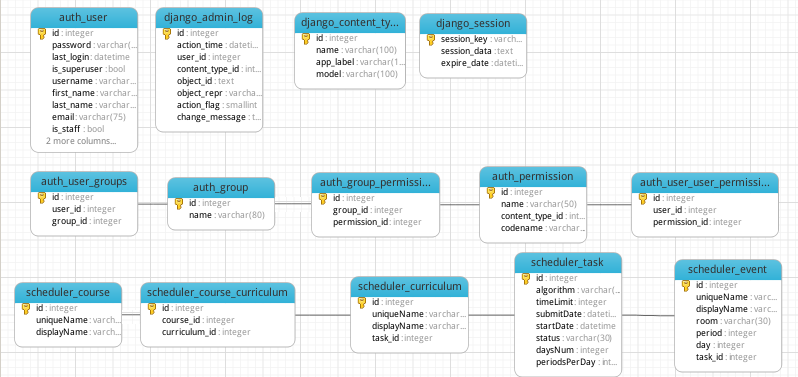 auth_user
id : integer
password : varchar(...
last_login : datetime
is_superuser : bool
username : varchar...
first_name : varchar...
last_name : varchar...
email : varchar(75)
is_staff : bool
2 more columns...
django_admin_log
id : integer
action_time : dateti...
user_id : integer
content_type_id : int...
object_id : text
object_repr : varcha...
action_flag : smallint
change_message : t...
django_content_ty...
id : integer
name : varchar(100)
app_label : varchar(1...
model : varchar(100)
django_session
session_key : varch...
session_data : text
expire_date : dateti...
auth_user_groups
id : integer
user_id : integer
group_id : integer
auth_group
id : integer
name : varchar(80)
auth_group_permissi...
id : integer
group_id : integer
permission_id : integer
auth_permission
id : integer
name : varchar(50)
content_type_id : int...
codename : varchar...
auth_user_user_permissi...
id : integer
user_id : integer
permission_id : integer
scheduler_course
id : integer
uniqueName : varch...
displayName : varch...
scheduler_course_curriculum
id : integer
course_id : integer
curriculum_id : integer
scheduler_curriculum
id : integer
uniqueName : varchar...
displayName : varchar...
task_id : integer
scheduler_task
id : integer
algorithm : varchar(...
timeLimit : integer
submitDate : dateti...
startDate : datetime
status : varchar(30)
daysNum : integer
periodsPerDay : int...
scheduler_event
id : integer
uniqueName : varc...
displayName : varc...
room : varchar(30)
period : integer
day : integer
task_id : integer